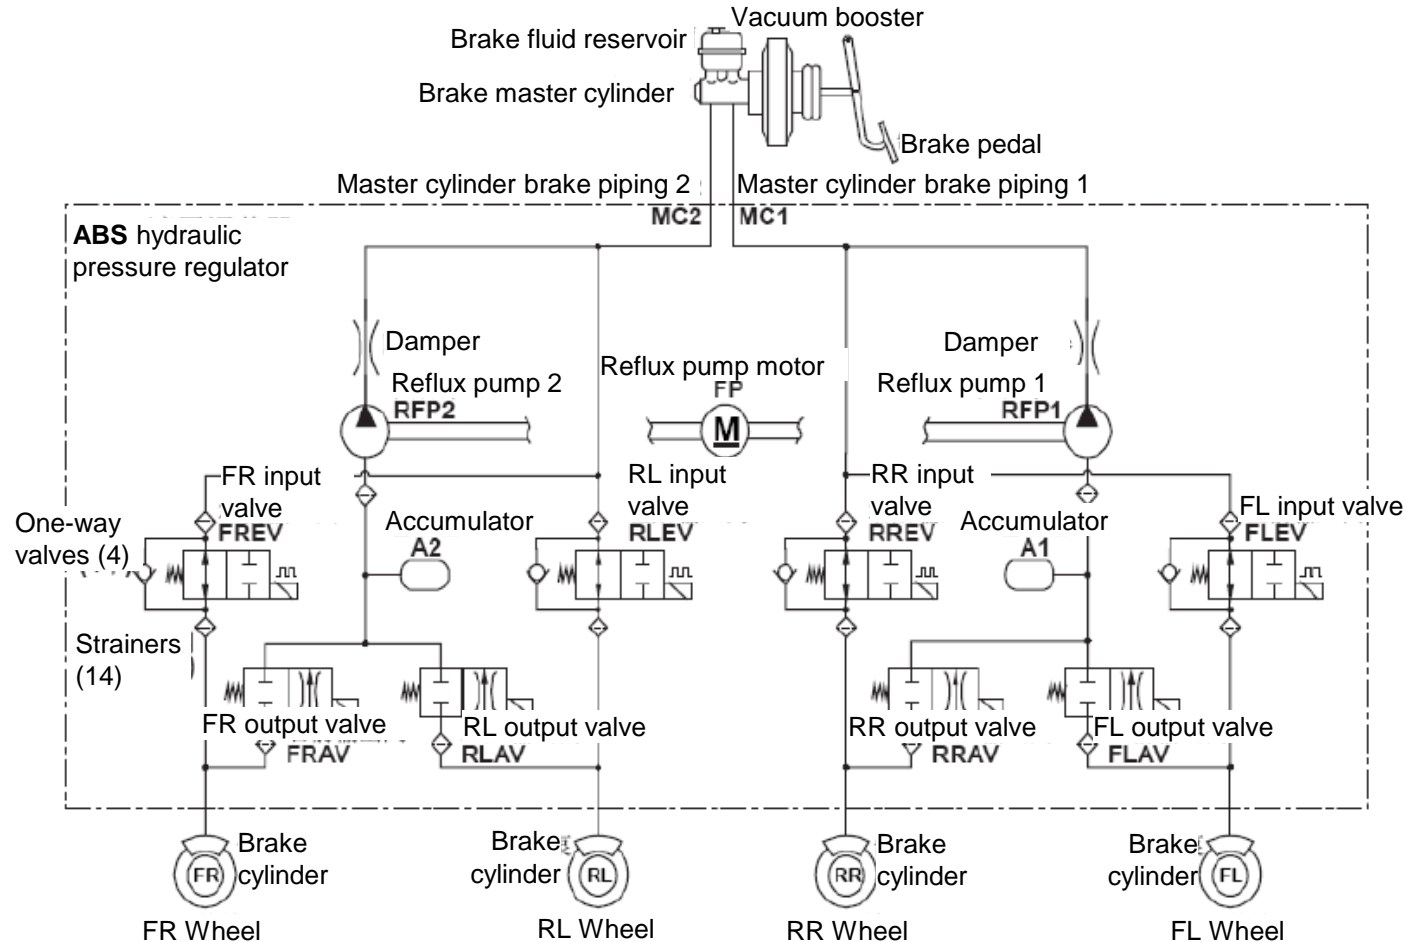 Vacuum booster
Brake fluid reservoir
Brake master cylinder
Brake pedal
Master cylinder brake piping 2
Master cylinder brake piping 1
MC2
MC1
ABS hydraulic
pressure regulator
Damper
Damper
Reflux pump motor
FP
M
Reflux pump 2
RFP2
Reflux pump 1
RFP1
FR input
valve
FREV
RL input
valve
RLEV
RR input
valve
RREV
FL input valve
FLEV
One-way
valves (4)
Accumulator
A2
Accumulator
A1
Strainers
(14)
FR output valve
FRAV
RL output valve
RLAV
RR output valve
RRAV
FL output valve
FLAV
Brake
cylinder
FR
FR Wheel
Brake
cylinder
RL
RL Wheel
Brake
cylinder
RR
RR Wheel
Brake
cylinder
FL
FL Wheel